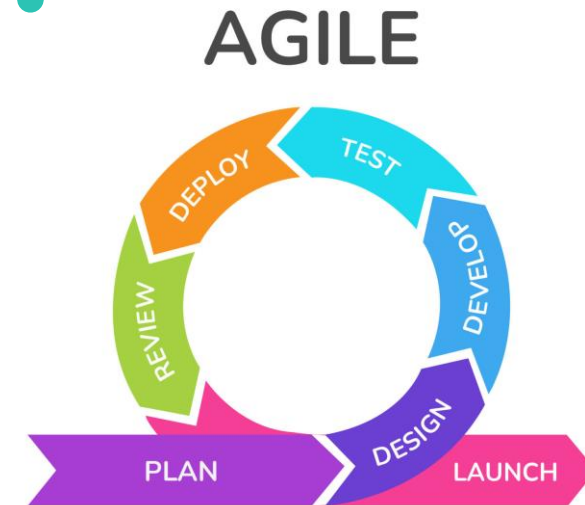 AGILE
PLAN
DESIGN
DEVELOP
TEST
DEPLOY
REVIEW
LAUNCH